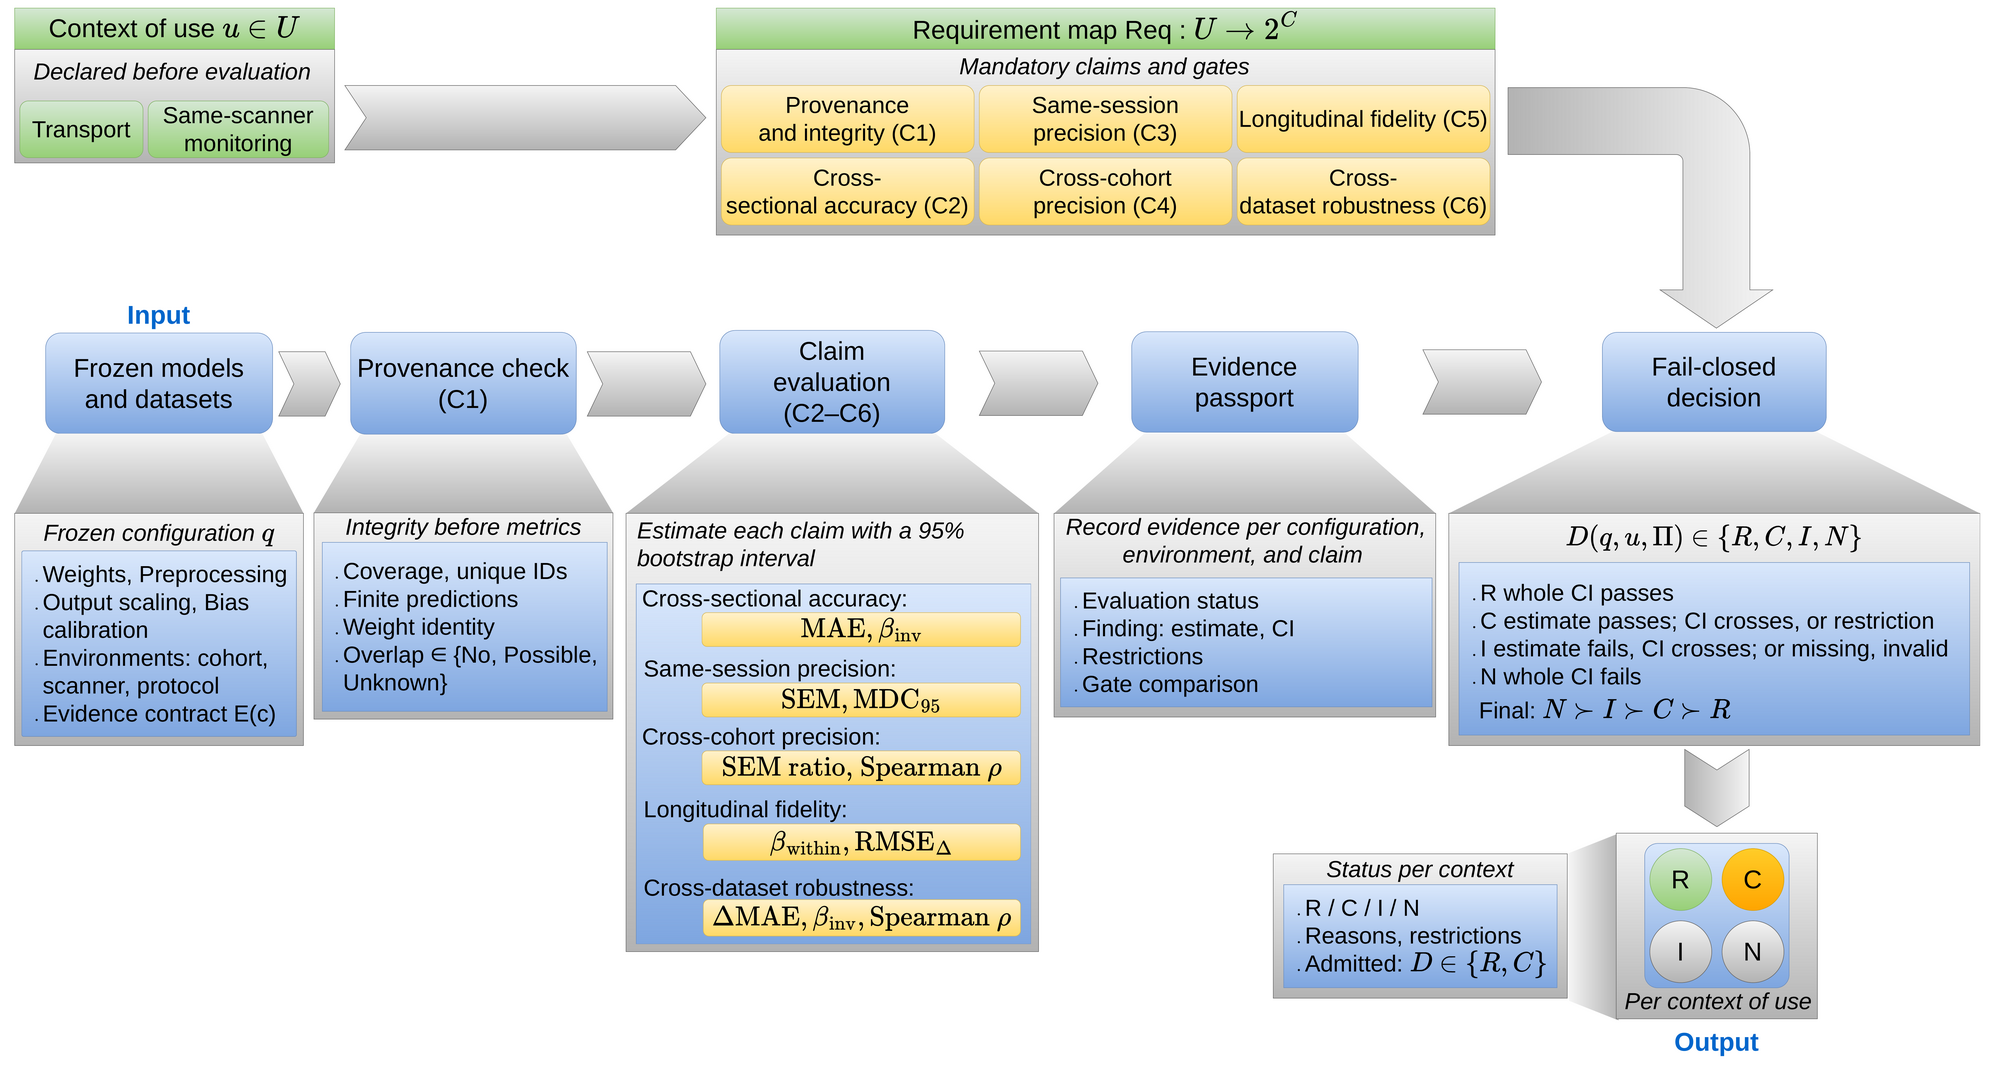 Context of use u ∈ U
Declared before evaluation
Transport
Same-scanner
monitoring
Requirement map Req : U → 2^C
Mandatory claims and gates
Provenance
and integrity (C1)
Same-session
precision (C3)
Longitudinal fidelity (C5)
Cross-
sectional accuracy (C2)
Cross-cohort
precision (C4)
Cross-
dataset robustness (C6)
Input
Frozen models
and datasets
Provenance check
(C1)
Claim
evaluation
(C2–C6)
Evidence
passport
Fail-closed
decision
Frozen configuration q
. Weights, Preprocessing
. Output scaling, Bias
calibration
. Environments: cohort,
scanner, protocol
. Evidence contract E(c)
Integrity before metrics
. Coverage, unique IDs
. Finite predictions
. Weight identity
. Overlap ∈ {No, Possible,
Unknown}
Estimate each claim with a 95%
bootstrap interval
Cross-sectional accuracy:
MAE, β_inv
Same-session precision:
SEM, MDC_95
Cross-cohort precision:
SEM ratio, Spearman ρ
Longitudinal fidelity:
β_within, RMSE_Δ
Cross-dataset robustness:
ΔMAE, β_inv, Spearman ρ
Record evidence per configuration,
environment, and claim
. Evaluation status
. Finding: estimate, CI
. Restrictions
. Gate comparison
D(q, u, Π) ∈ {R, C, I, N}
. R whole CI passes
. C estimate passes; CI crosses, or restriction
. I estimate fails, CI crosses; or missing, invalid
. N whole CI fails
Final: N ≻ I ≻ C ≻ R
Status per context
. R / C / I / N
. Reasons, restrictions
. Admitted: D ∈ {R, C}
R
C
I
N
Per context of use
Output